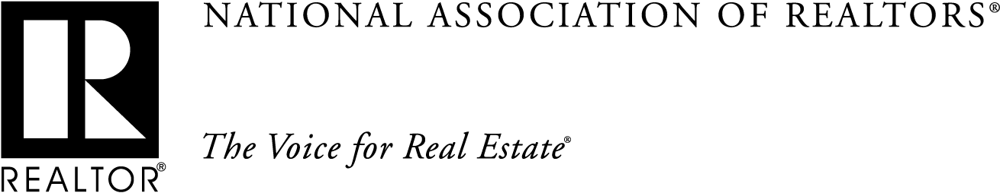 NATIONAL ASSOCIATION OF REALTORS®
The Voice for Real Estate®
R
REALTOR®